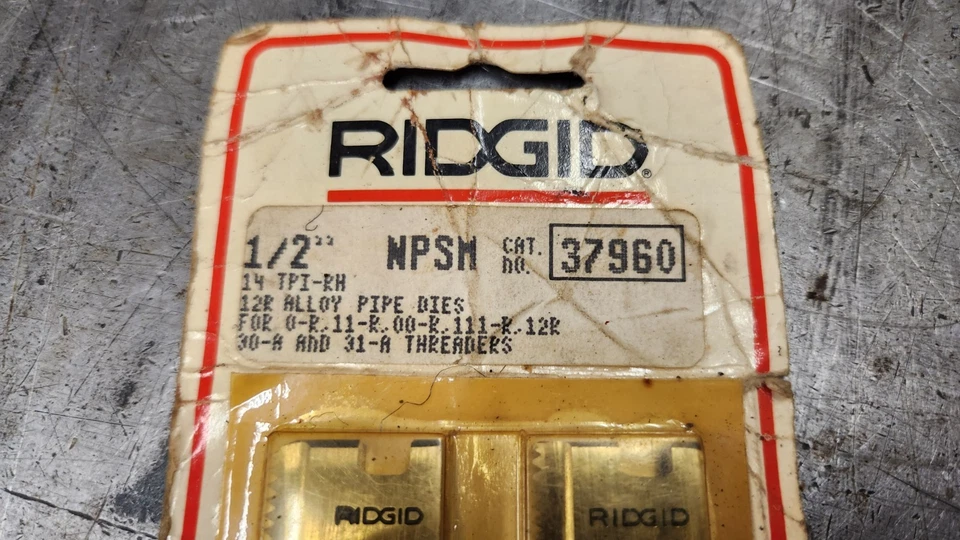 RIDGID®
1/2" NPSM CAT. NO. 37960
14 TPI-RH
12R ALLOY PIPE DIES
FOR O-R.11-R.00-R.111-R.12R
30-A AND 31-A THREADERS
RIDGID RIDGID